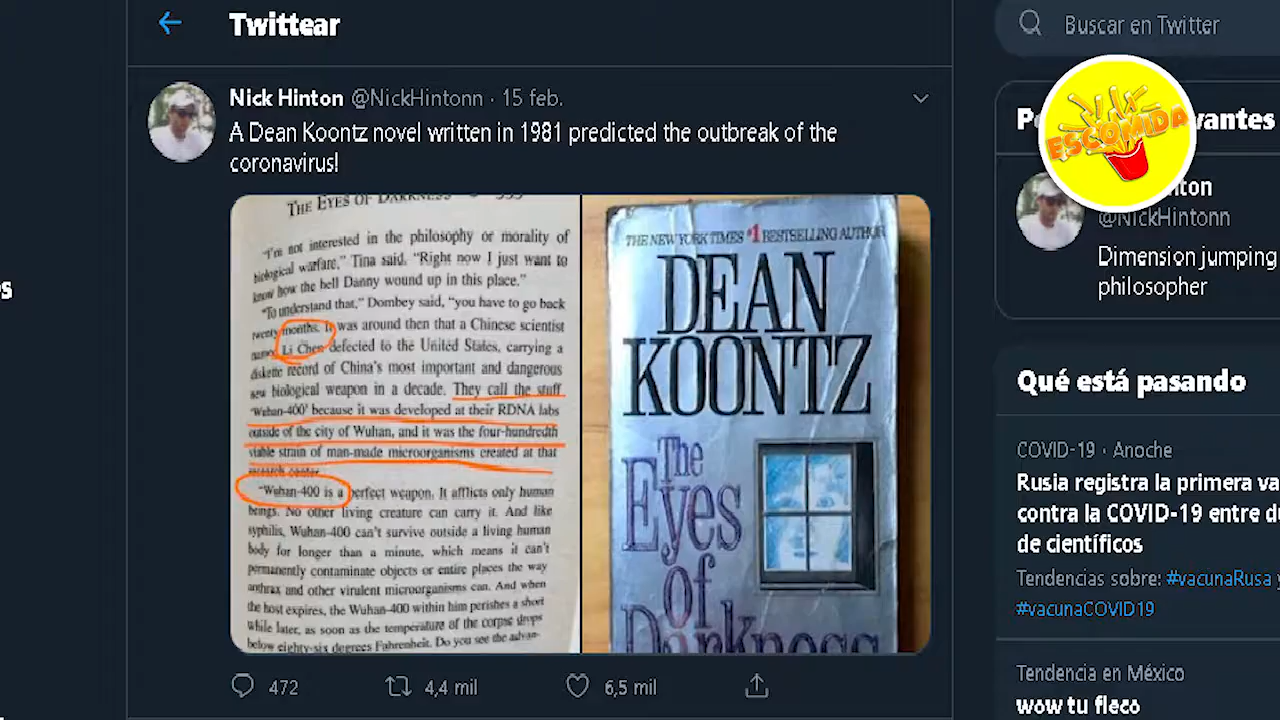 Twittear
Buscar en Twitter
Nick Hinton @NickHintonn · 15 feb.
A Dean Koontz novel written in 1981 predicted the outbreak of the
coronavirus!
THE EYES OF DARKNESS
"I'm not interested in the philosophy or morality of
biological warfare," Tina said. "Right now I just want to
know how the hell Danny wound up in this place."
"To understand that," Dombey said, "you have to go back
twenty months. It was around then that a Chinese scientist
named Li Chen defected to the United States, carrying a
diskette record of China's most important and dangerous
new biological weapon in a decade. They call the stuff
'Wuhan-400' because it was developed at their RDNA labs
outside of the city of Wuhan, and it was the four-hundredth
viable strain of man-made microorganisms created at that
research center.
"Wuhan-400 is a perfect weapon. It afflicts only human
beings. No other living creature can carry it. And like
syphilis, Wuhan-400 can't survive outside a living human
body for longer than a minute, which means it can't
permanently contaminate objects or entire places the way
anthrax and other virulent microorganisms can. And when
the host expires, the Wuhan-400 within him perishes a short
while later, as soon as the temperature of the corpse drops
below eighty-six degrees Fahrenheit. Do you see the advan-
THE NEW YORK TIMES #1 BESTSELLING AUTHOR
DEAN
KOONTZ
The
Eyes
of
Darkness
472
4,4 mil
6,5 mil
ESCOMIDA
vantes
nton
@NickHintonn
Dimension jumping
philosopher
Qué está pasando
COVID-19 · Anoche
Rusia registra la primera va
contra la COVID-19 entre du
de científicos
Tendencias sobre: #vacunaRusa y
#vacunaCOVID19
Tendencia en México
wow tu fleco